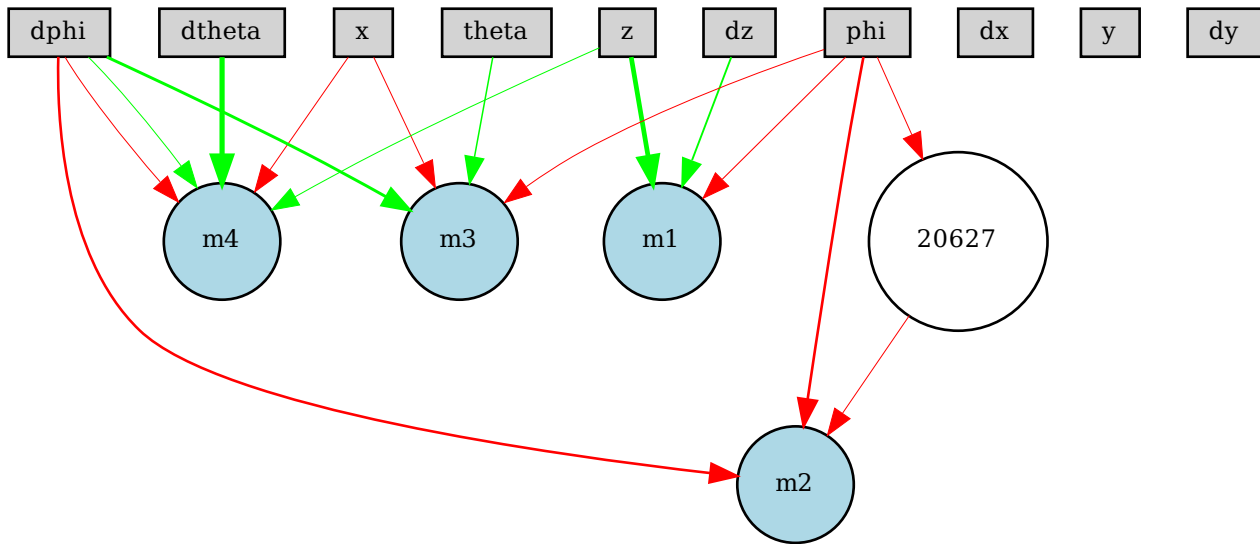 dphi
dtheta
x
theta
z
dz
phi
dx
y
dy
m4
m3
m1
20627
m2